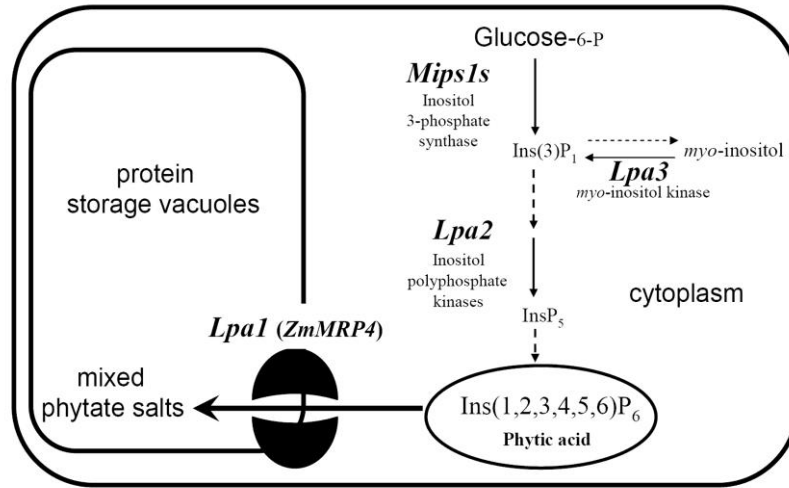 Glucose-6-P
Mips1s
Inositol
3-phosphate
synthase
Ins(3)P₁
myo-inositol
Lpa3
myo-inositol kinase
protein
storage vacuoles
Lpa2
Inositol
polyphosphate
kinases
cytoplasm
InsP₅
Lpa1 (ZmMRP4)
mixed
phytate salts
Ins(1,2,3,4,5,6)P₆
Phytic acid